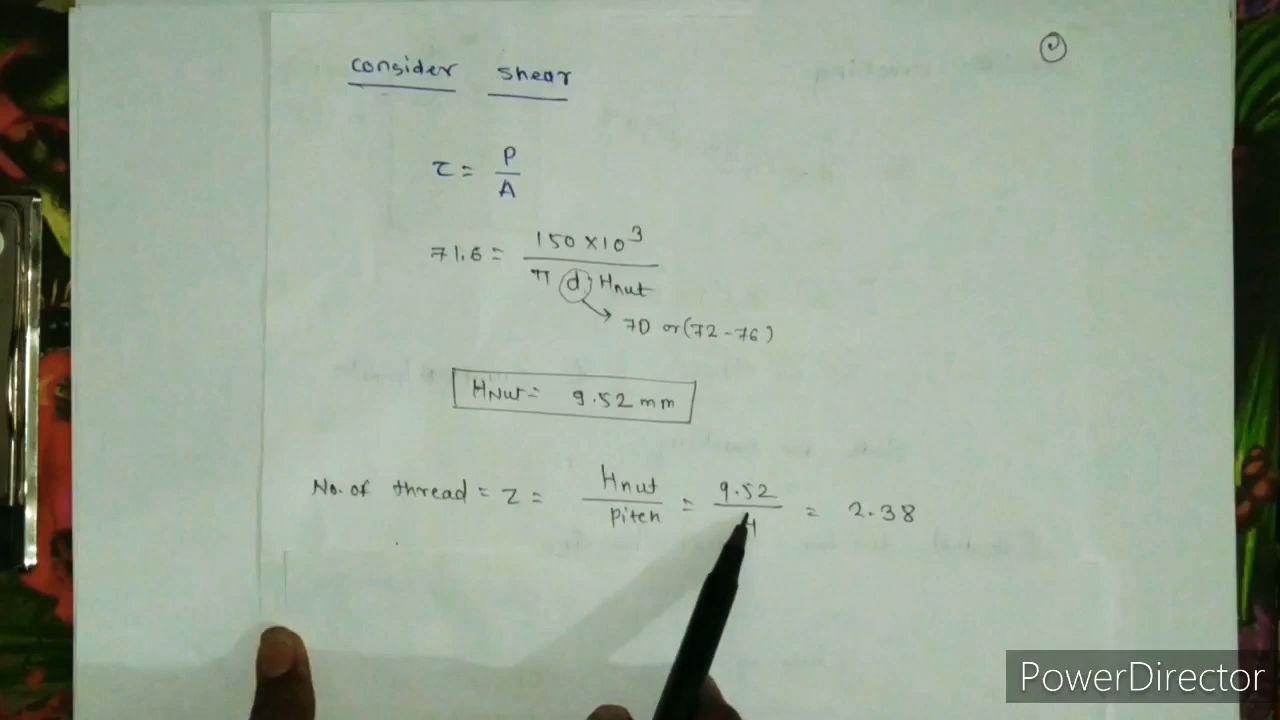 consider shear
τ = P / A
71.6 = 150 × 10³ / π d Hnut
→ 70 or (72 - 76)
HNut = 9.52 mm
No. of thread = Z = Hnut / Pitch = 9.52 / 4 = 2.38
PowerDirector